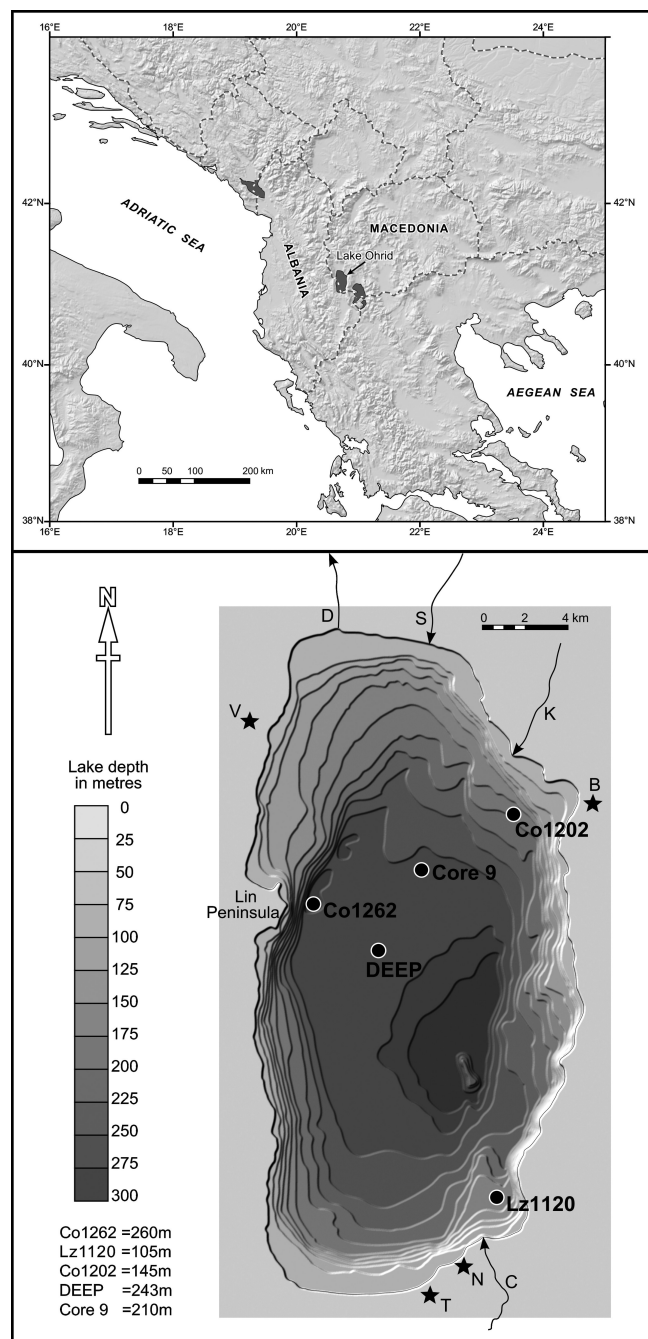 16°E 18°E 20°E 22°E 24°E
42°N 42°N
ADRIATIC SEA
MACEDONIA
ALBANIA
Lake Ohrid
40°N 40°N
AEGEAN SEA
0 50 100 200 km
38°N 38°N
16°E 18°E 20°E 22°E 24°E
N
D
S
0 2 4 km
K
V
B
Co1202
Core 9
Lin
Peninsula
Co1262
DEEP
Lz1120
N
C
T
Lake depth
in metres
0
25
50
75
100
125
150
175
200
225
250
275
300
Co1262 =260m
Lz1120 =105m
Co1202 =145m
DEEP =243m
Core 9 =210m